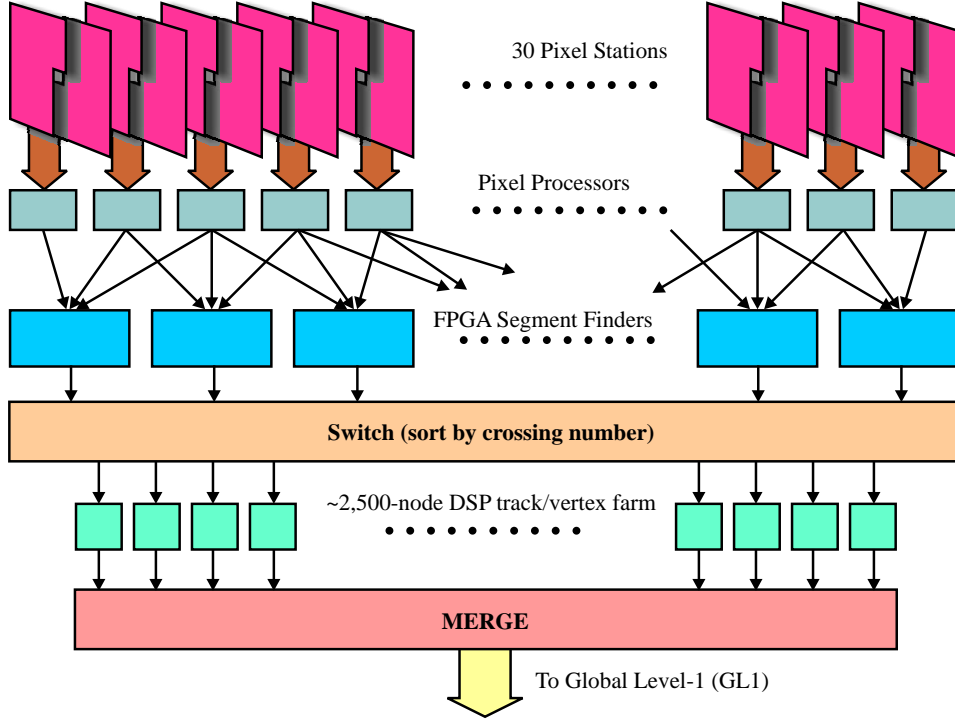 30 Pixel Stations
Pixel Processors
FPGA Segment Finders
Switch (sort by crossing number)
~2,500-node DSP track/vertex farm
MERGE
To Global Level-1 (GL1)